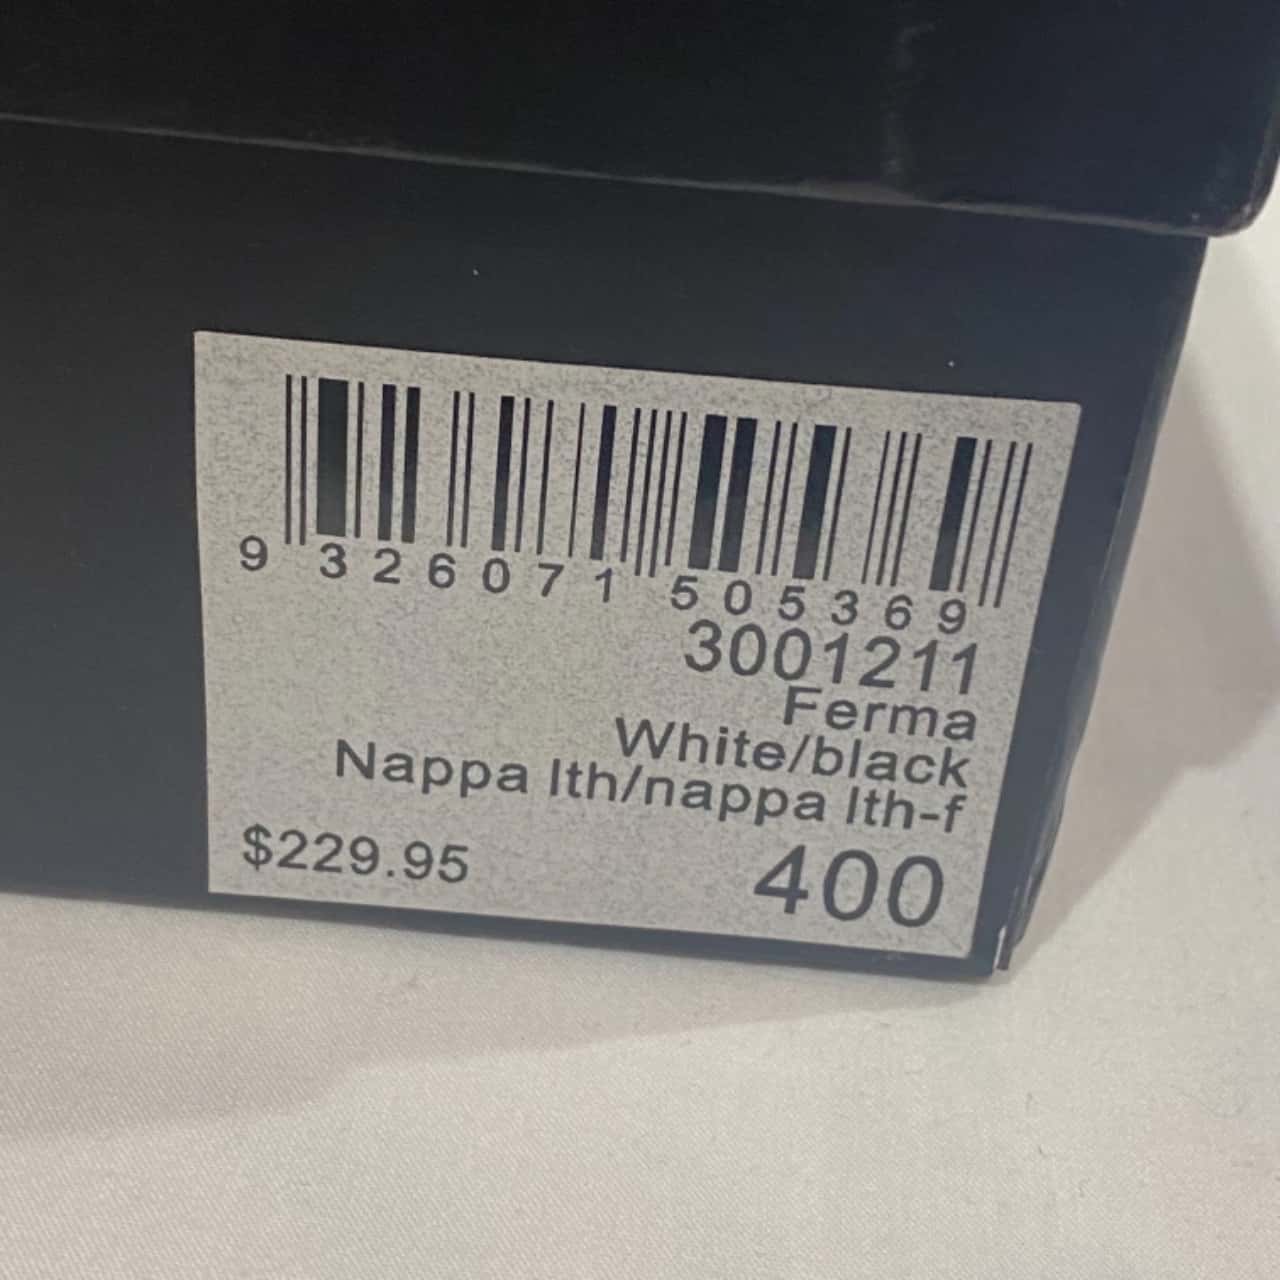 9 326071 505369
3001211
Ferma
White/black
Nappa lth/nappa lth-f
$229.95 400